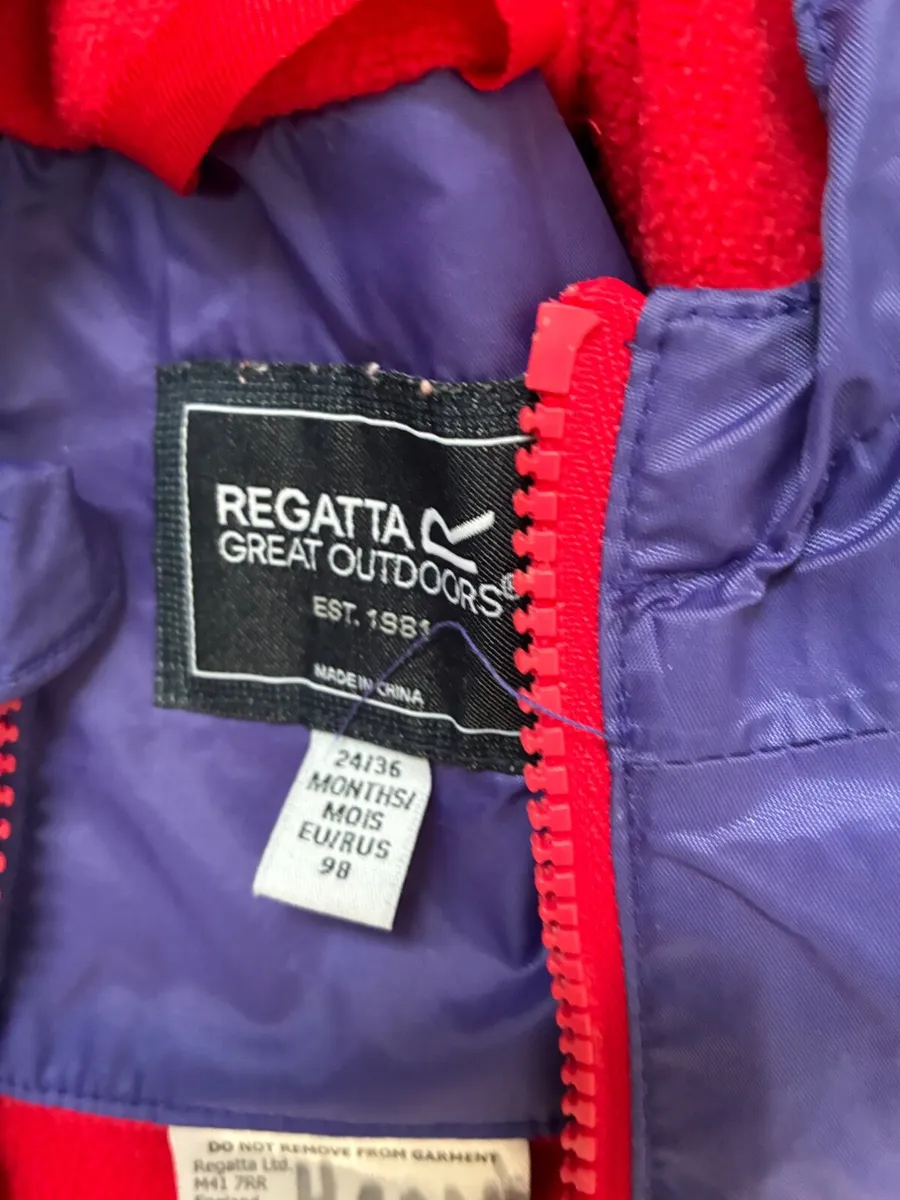 REGATTA
GREAT OUTDOORS
EST. 1981
MADE IN CHINA
24/36
MONTHS/
MOIS
EU/RUS
98
DO NOT REMOVE FROM GARMENT
Regatta Ltd.
M41 7RR
England